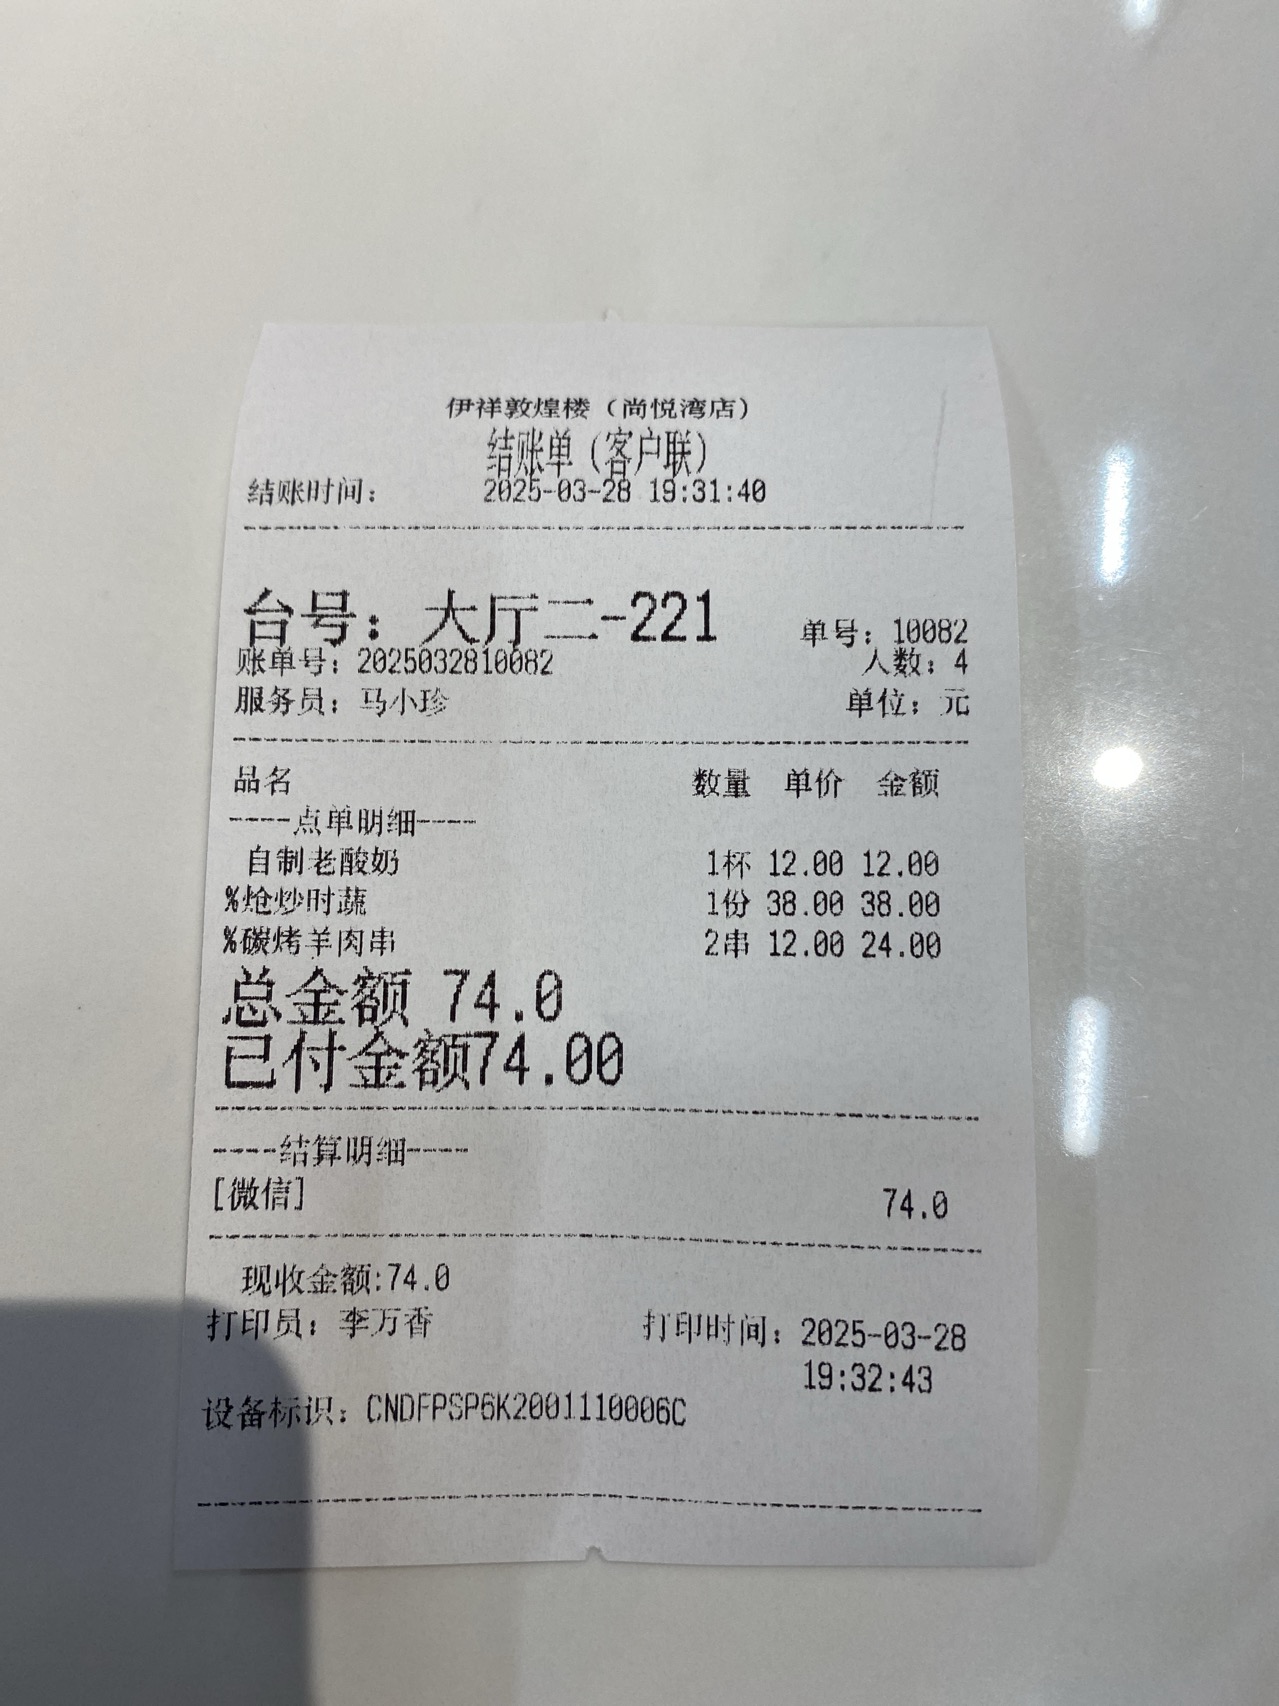 伊祥敦煌楼（尚悦湾店）
结账单（客户联）
结账时间： 2025-03-28 19:31:40
台号：大厅二-221 单号：10082
账单号：2025032810082 人数：4
服务员：马小珍 单位：元
品名 数量 单价 金额
----点单明细----
自制老酸奶 1杯 12.00 12.00
%炝炒时蔬 1份 38.00 38.00
%碳烤羊肉串 2串 12.00 24.00
总金额 74.0
已付金额74.00
----结算明细----
[微信] 74.0
现收金额:74.0
打印员：李万香 打印时间：2025-03-28
19:32:43
设备标识：CNDFPSP6K2001110006C